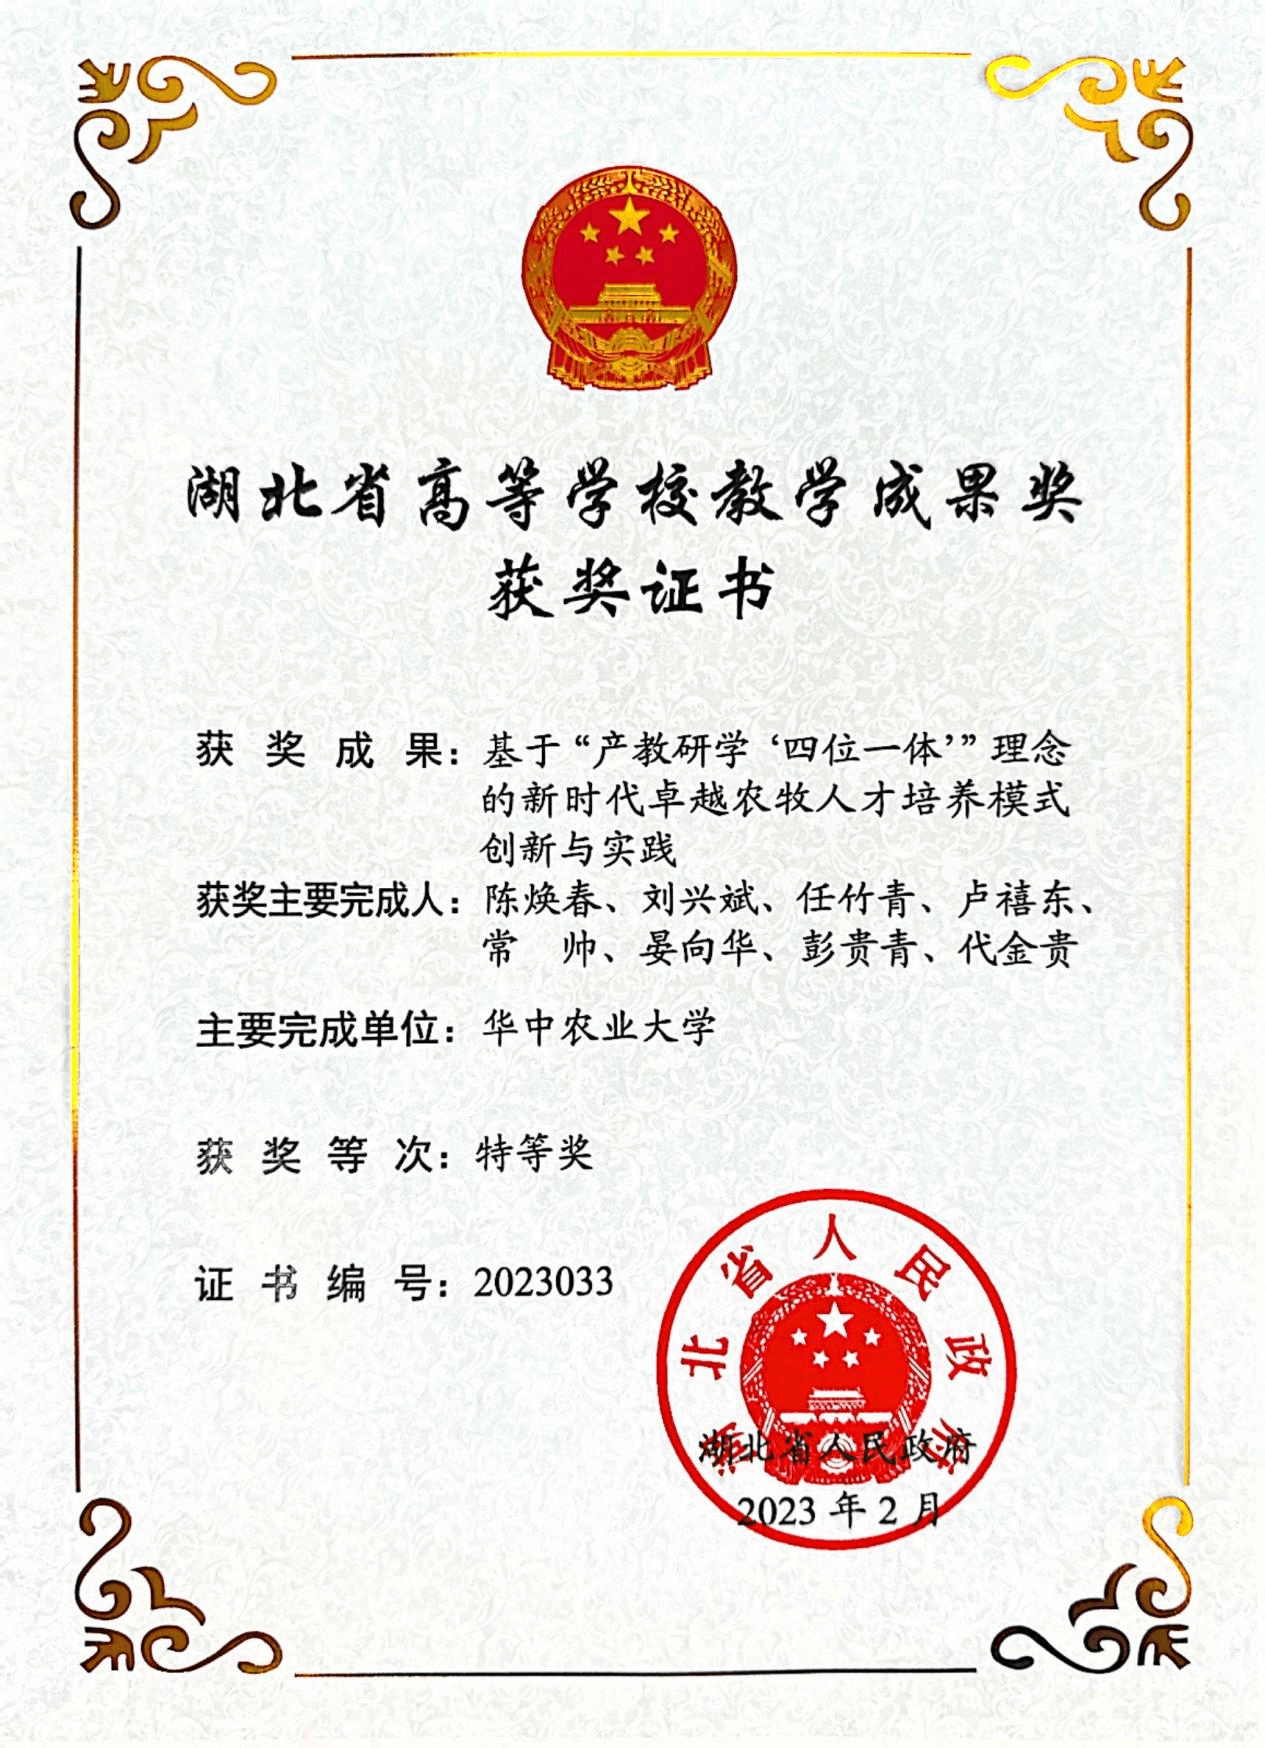 湖北省高等学校教学成果奖
获奖证书
获奖成果：基于“产教研学‘四位一体’”理念
的新时代卓越农牧人才培养模式
创新与实践
获奖主要完成人：陈焕春、刘兴斌、任竹青、卢禧东、
常　帅、晏向华、彭贵青、代金贵
主要完成单位：华中农业大学
获奖等次：特等奖
证书编号：2023033
湖北省人民政府
湖北省人民政府
2023年2月